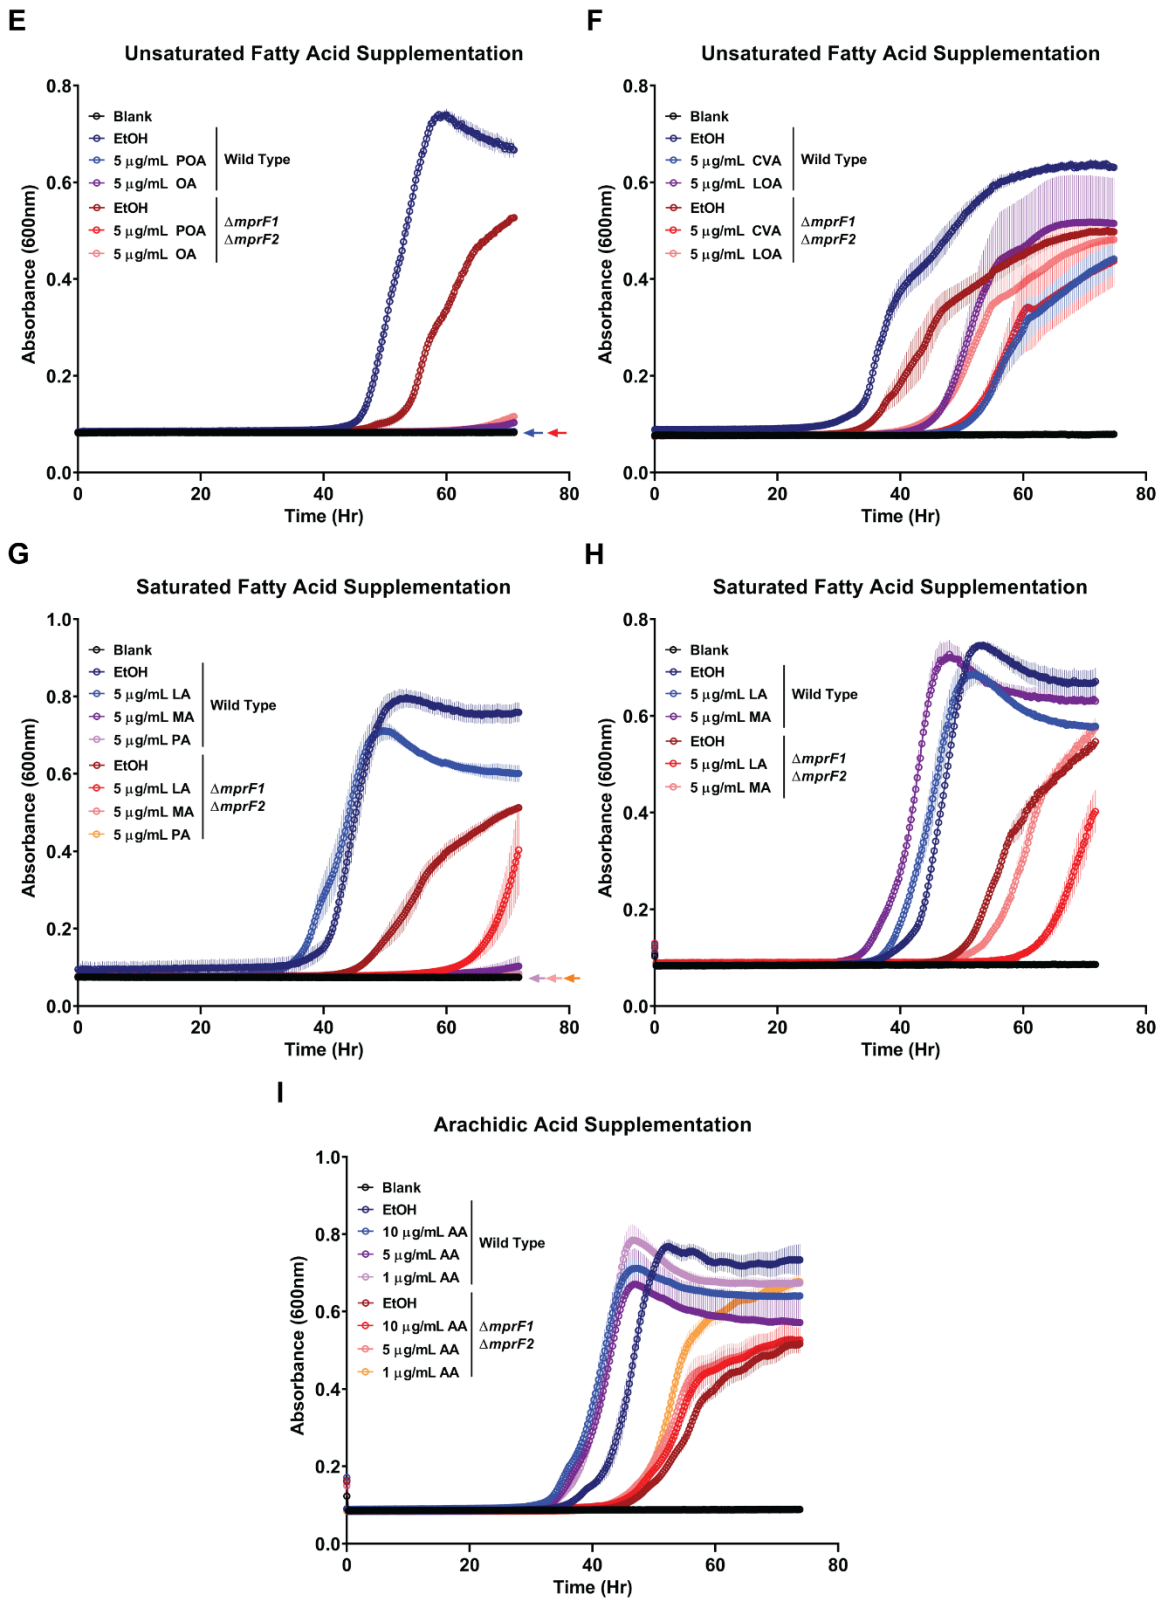 E
Unsaturated Fatty Acid Supplementation
0.8
0.6
0.4
0.2
0.0
Absorbance (600nm)
Blank
EtOH
5 μg/mL POA
5 μg/mL OA
Wild Type
EtOH
5 μg/mL POA
5 μg/mL OA
ΔmprF1
ΔmprF2
0 20 40 60 80
Time (Hr)
F
Unsaturated Fatty Acid Supplementation
0.8
0.6
0.4
0.2
0.0
Absorbance (600nm)
Blank
EtOH
5 μg/mL CVA
5 μg/mL LOA
Wild Type
EtOH
5 μg/mL CVA
5 μg/mL LOA
ΔmprF1
ΔmprF2
0 20 40 60 80
Time (Hr)
G
Saturated Fatty Acid Supplementation
1.0
0.8
0.6
0.4
0.2
0.0
Absorbance (600nm)
Blank
EtOH
5 μg/mL LA
5 μg/mL MA
5 μg/mL PA
Wild Type
EtOH
5 μg/mL LA
5 μg/mL MA
5 μg/mL PA
ΔmprF1
ΔmprF2
0 20 40 60 80
Time (Hr)
H
Saturated Fatty Acid Supplementation
0.8
0.6
0.4
0.2
0.0
Absorbance (600nm)
Blank
EtOH
5 μg/mL LA
5 μg/mL MA
Wild Type
EtOH
5 μg/mL LA
5 μg/mL MA
ΔmprF1
ΔmprF2
0 20 40 60 80
Time (Hr)
I
Arachidic Acid Supplementation
1.0
0.8
0.6
0.4
0.2
0.0
Absorbance (600nm)
Blank
EtOH
10 μg/mL AA
5 μg/mL AA
1 μg/mL AA
Wild Type
EtOH
10 μg/mL AA
5 μg/mL AA
1 μg/mL AA
ΔmprF1
ΔmprF2
0 20 40 60 80
Time (Hr)